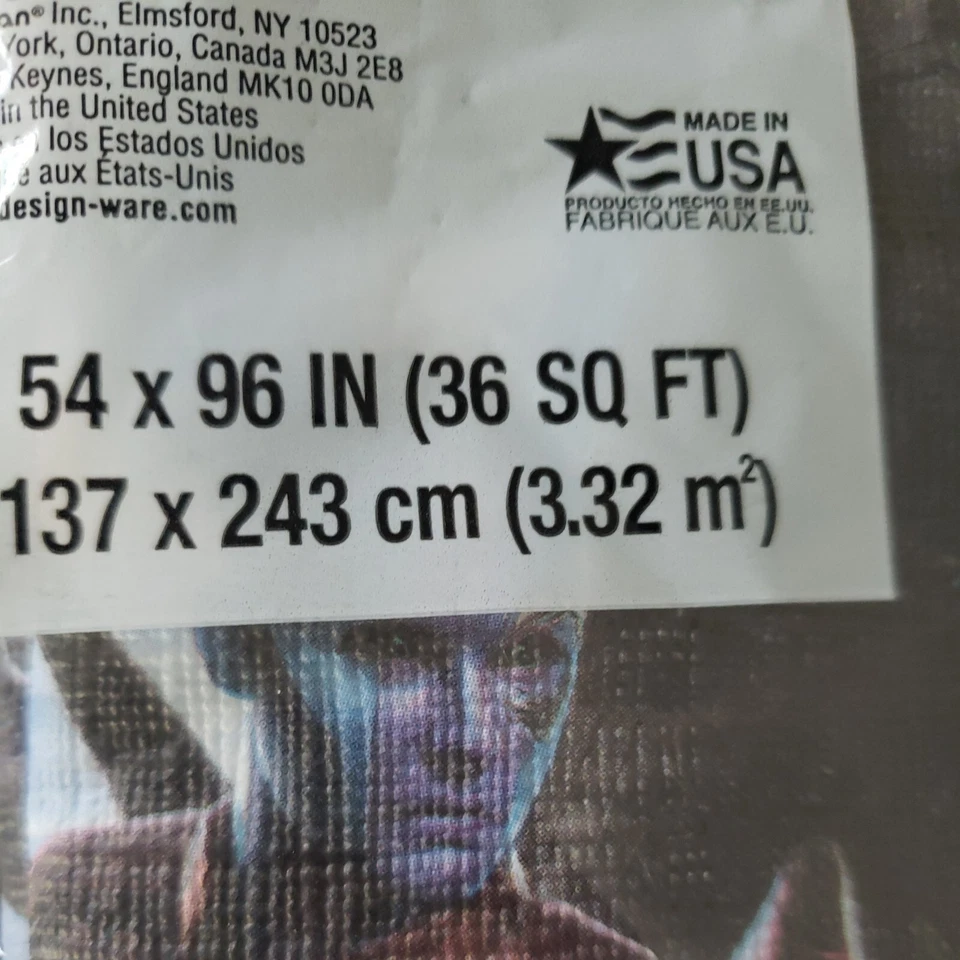 an® Inc., Elmsford, NY 10523
York, Ontario, Canada M3J 2E8
Keynes, England MK10 0DA
in the United States
los Estados Unidos
e aux États-Unis
design-ware.com
MADE IN
USA
PRODUCTO HECHO EN EE.UU.
FABRIQUÉ AUX É.U.
54 x 96 IN (36 SQ FT)
137 x 243 cm (3.32 m²)